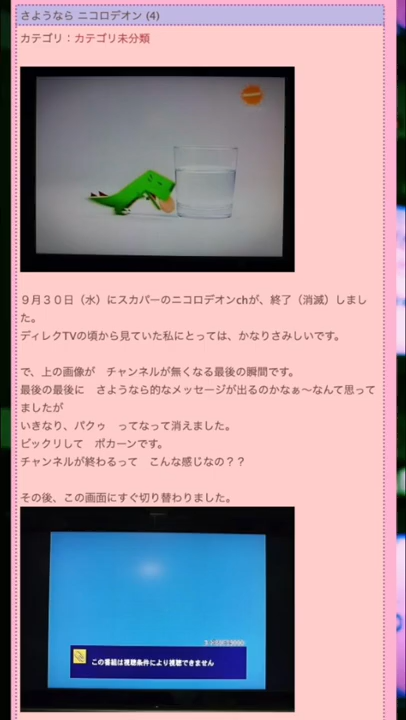 さようなら ニコロデオン (4)
カテゴリ：カテゴリ未分類
９月３０日（水）にスカパーのニコロデオンchが、終了（消滅）しまし
た。
ディレクTVの頃から見ていた私にとっては、かなりさみしいです。
で、上の画像が　チャンネルが無くなる最後の瞬間です。
最後の最後に　さようなら的なメッセージが出るのかなぁ～なんて思って
ましたが
いきなり、パクゥ　ってなって消えました。
ビックリして　ポカーンです。
チャンネルが終わるって　こんな感じなの？？
その後、この画面にすぐ切り替わりました。
この番組は視聴条件により視聴できません